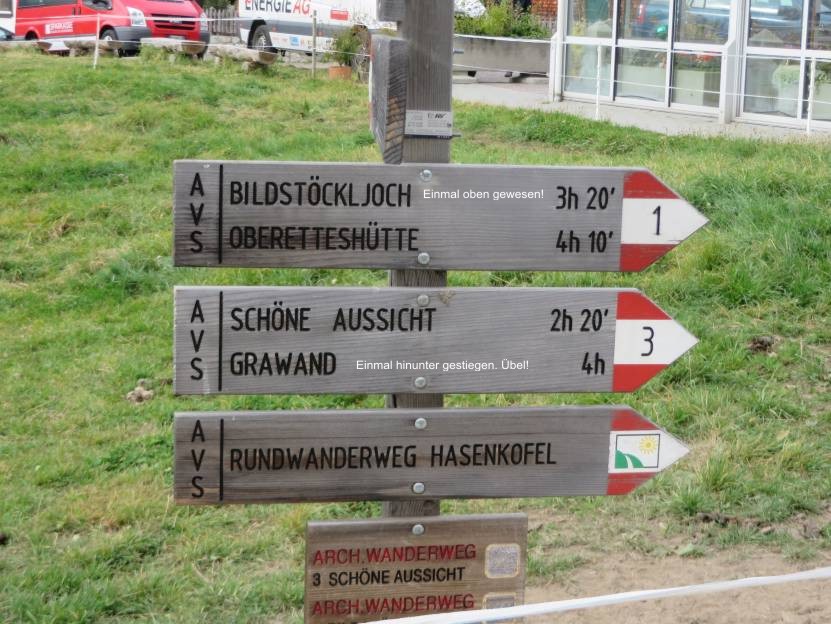 ENERGIE AG
AVS
BILDSTÖCKLJOCH Einmal oben gewesen! 3h 20'
OBERETTESHÜTTE 4h 10'
1
AVS
SCHÖNE AUSSICHT 2h 20'
GRAWAND Einmal hinunter gestiegen. Übel! 4h
3
AVS
RUNDWANDERWEG HASENKOFEL
ARCH.WANDERWEG
3 SCHÖNE AUSSICHT
ARCH.WANDERWEG